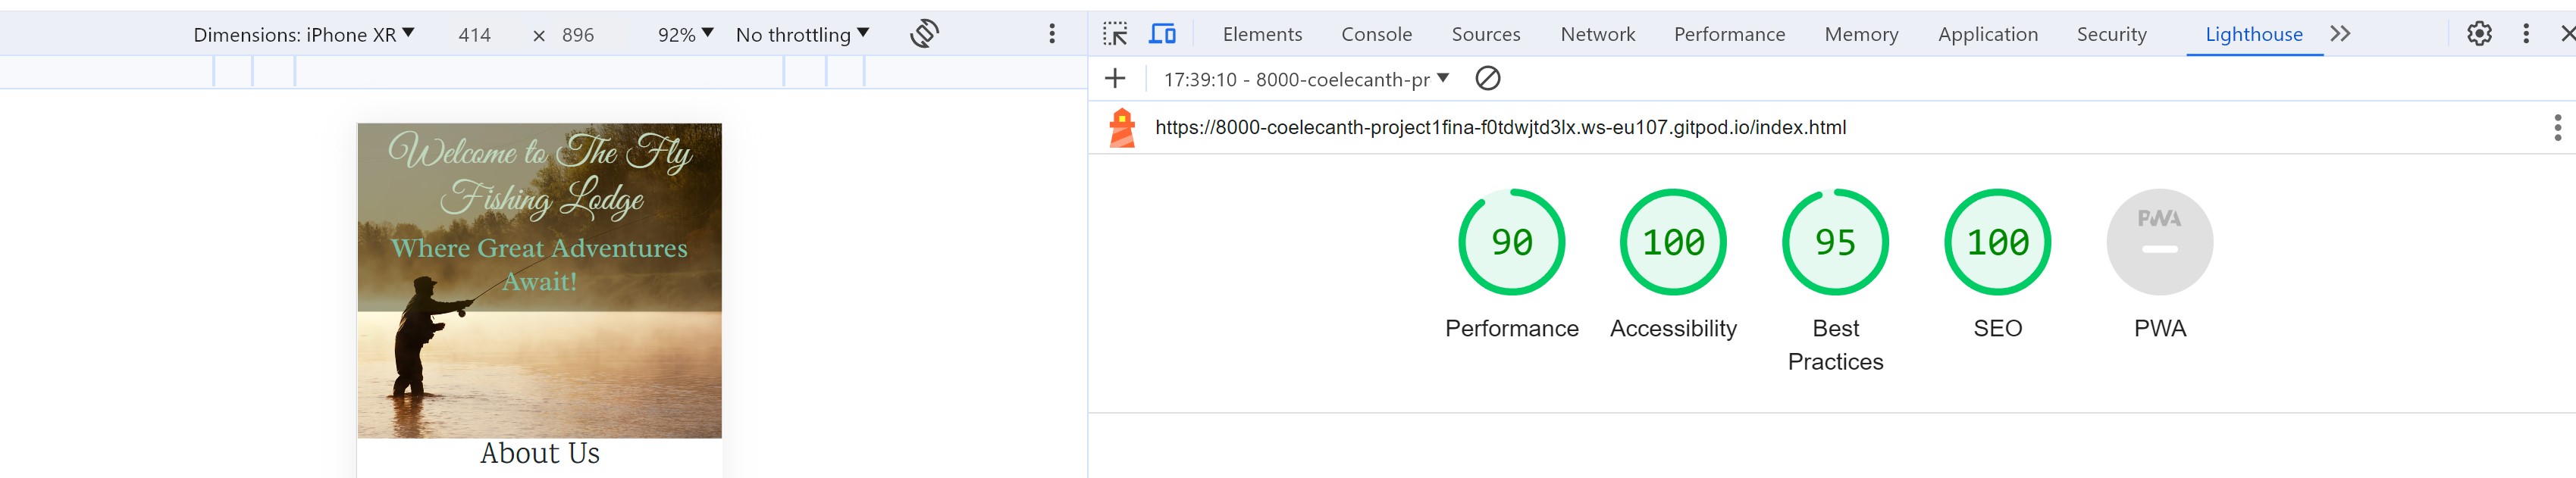 Dimensions: iPhone XR ▼ 414 × 896 92% ▼ No throttling ▼
Elements Console Sources Network Performance Memory Application Security Lighthouse
17:39:10 - 8000-coelecanth-pr ▼
https://8000-coelecanth-project1fina-f0tdwjtd3lx.ws-eu107.gitpod.io/index.html
Welcome to The Fly
Fishing Lodge
Where Great Adventures
Await!
About Us
90 100 95 100 PWA
Performance Accessibility Best SEO PWA
Practices